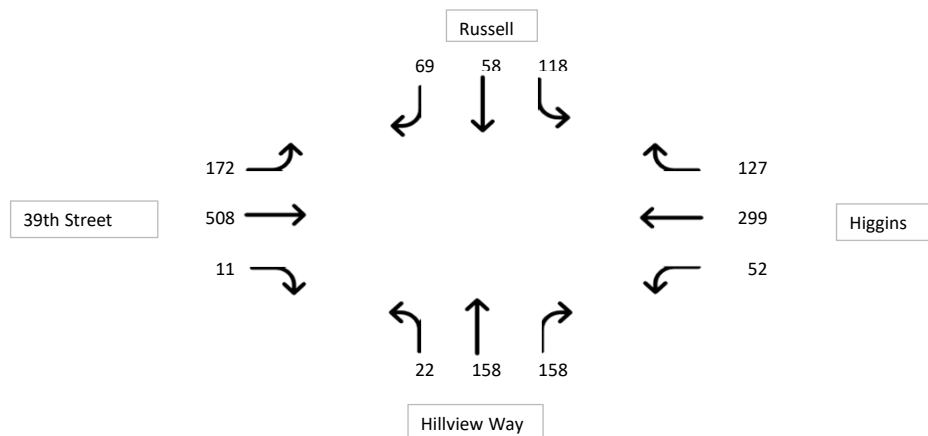 Russell
69 58 118
172 127
39th Street 508 299 Higgins
11 52
22 158 158
Hillview Way